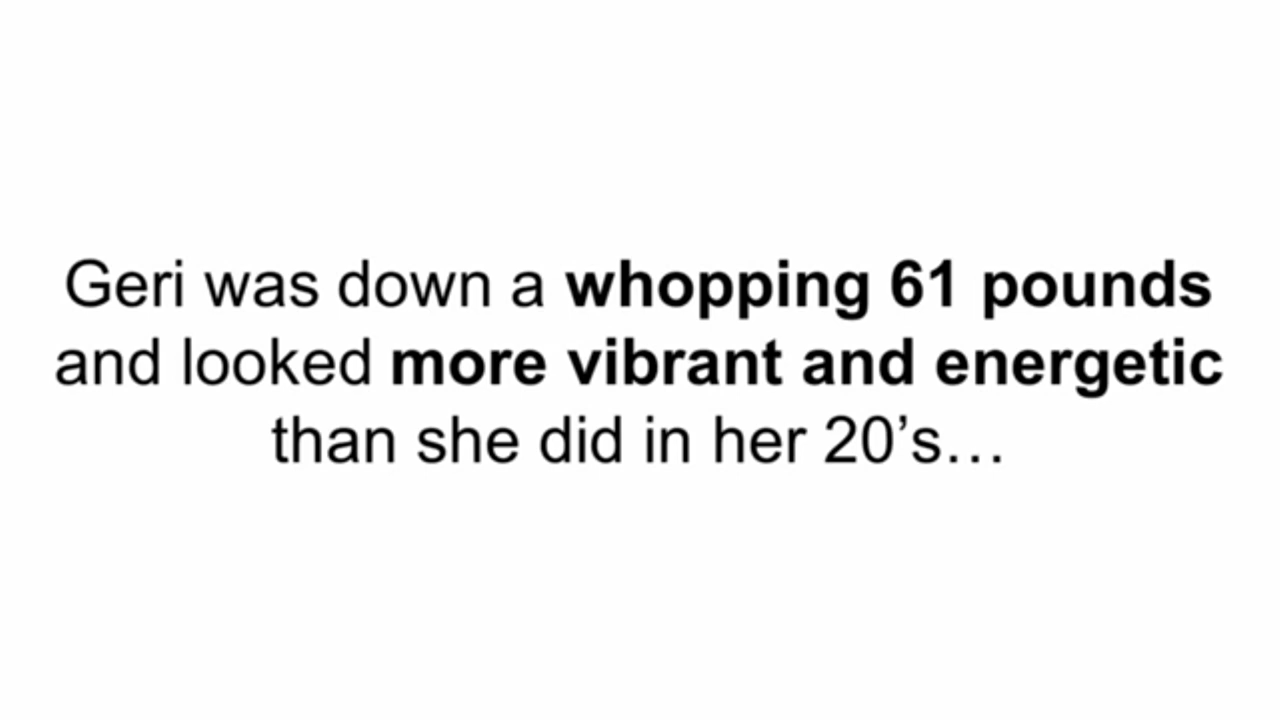 Geri was down a whopping 61 pounds
and looked more vibrant and energetic
than she did in her 20’s…